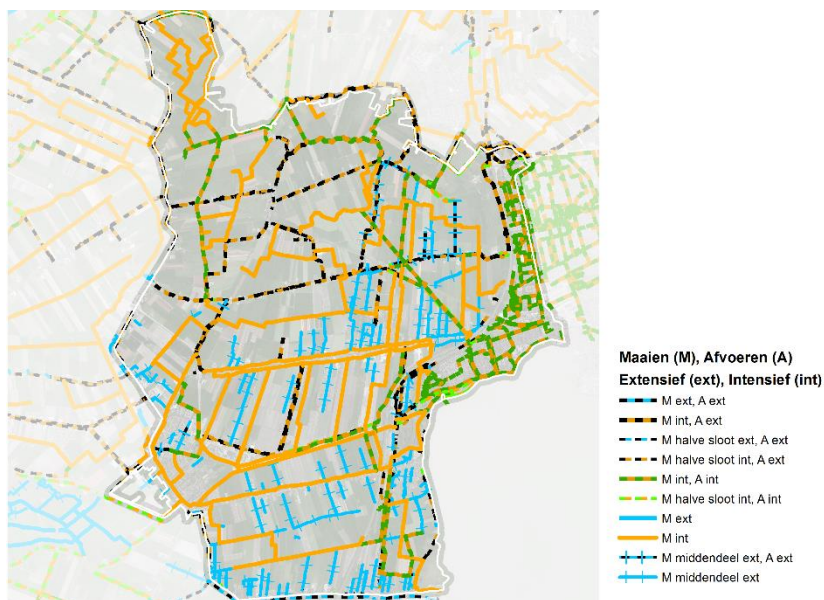 Maaien (M), Afvoeren (A)
Extensief (ext), Intensief (int)
M ext, A ext
M int, A ext
M halve sloot ext, A ext
M halve sloot int, A ext
M int, A int
M halve sloot int, A int
M ext
M int
M middendeel ext, A ext
M middendeel ext